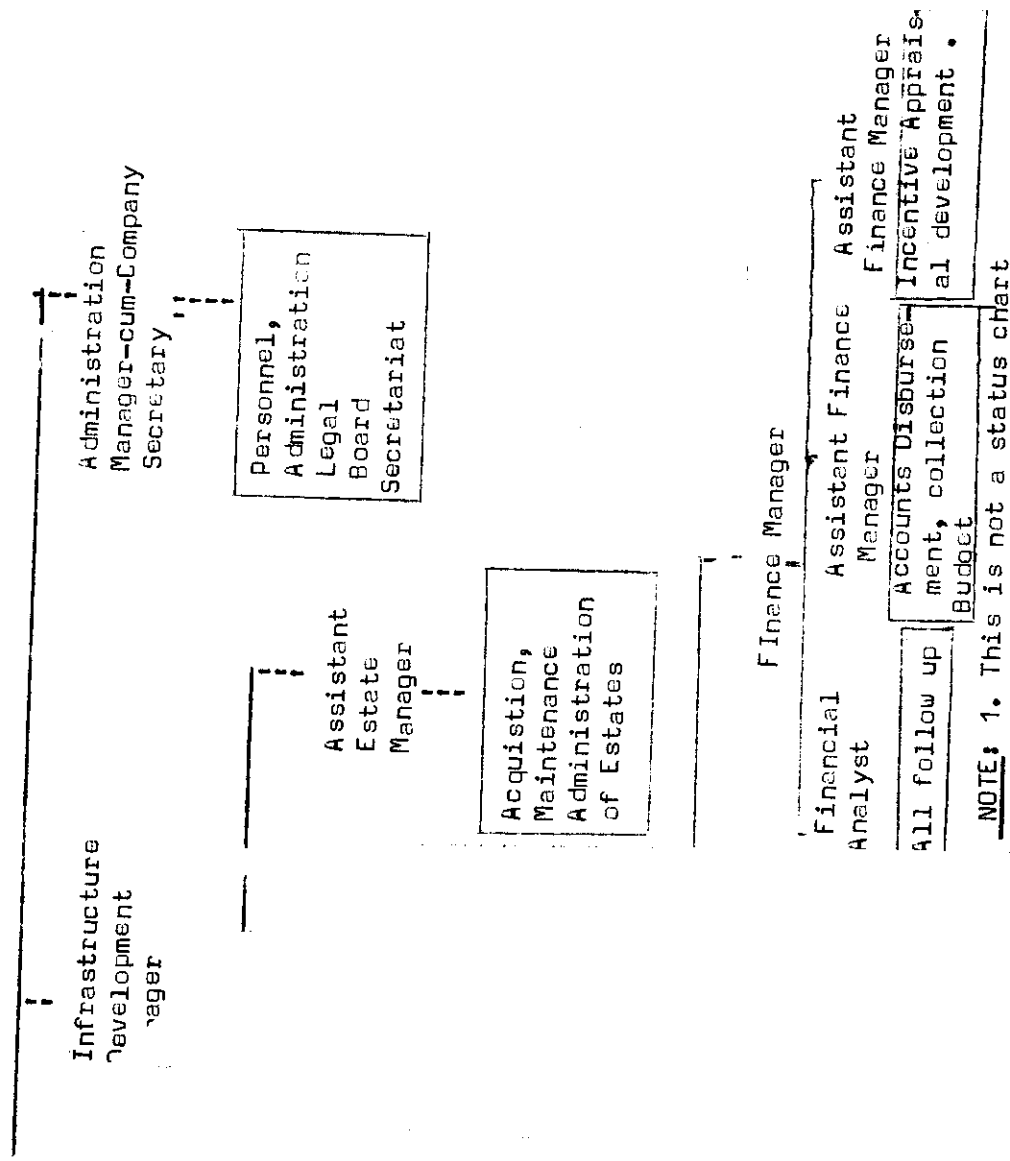 Infrastructure
Development
ager
Administration
Manager-cum-Company
Secretary
Personnel,
Administration
Legal
Board
Secretariat
Assistant
Estate
Manager
Acquistion,
Maintenance
Administration
of Estates
FInance Manager
Financial
Analyst
All follow up
Assistant Finance
Manager
Accounts Disburse-
ment, collection
Budget
Assistant
Finance Manager
Incentive Apprais-
al development .
NOTE: 1. This is not a status chart